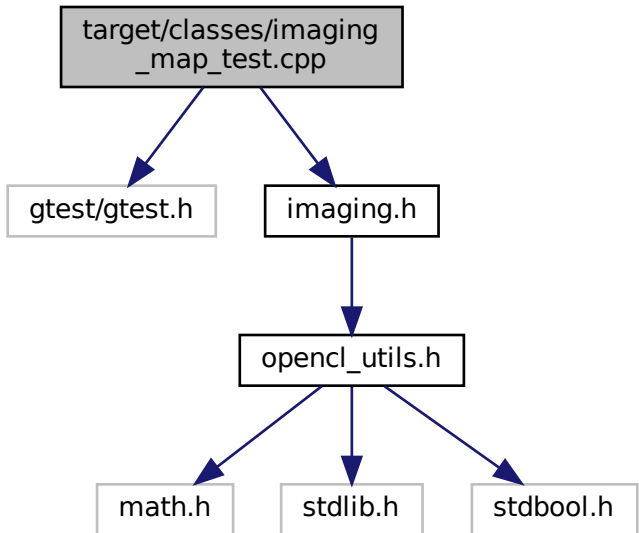 target/classes/imaging
_map_test.cpp
gtest/gtest.h
imaging.h
opencl_utils.h
math.h
stdlib.h
stdbool.h